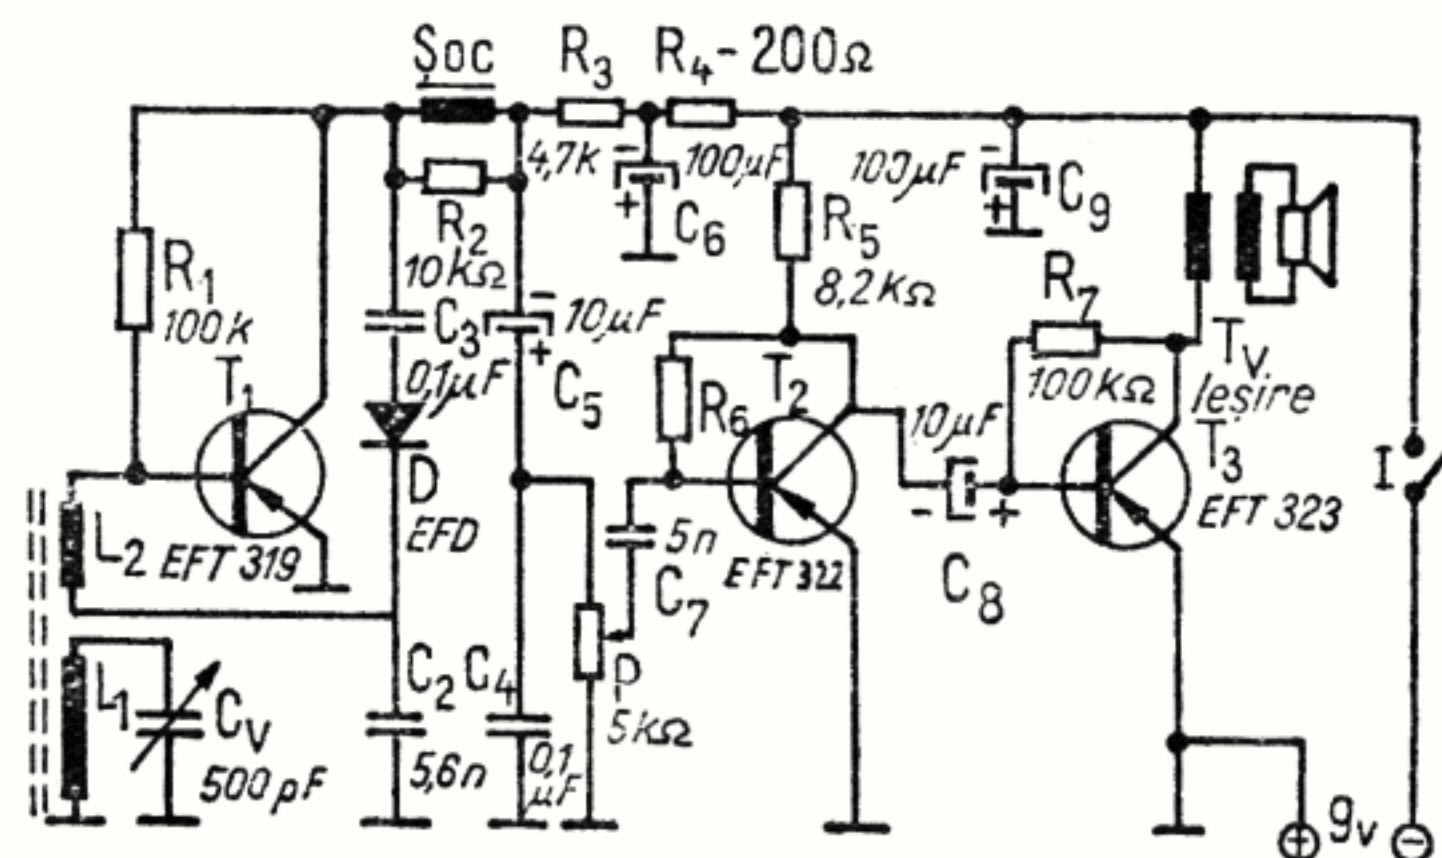 Șoc
R3
R4 - 200Ω
4,7K
-
+
C6
100µF
100µF
-
+
C9
R1
100K
R2
10KΩ
C3
0,1µF
-
+
10µF
C5
R5
8,2KΩ
R7
100KΩ
Tv
Ieșire
T1
EFT 319
D
EFD
R6
T2
EFT 322
10µF
-
+
C8
T3
EFT 323
I
L2
5n
C7
L1
Cv
500pF
C2
5,6n
C4
0,1
µF
P
5KΩ
+
9v
-